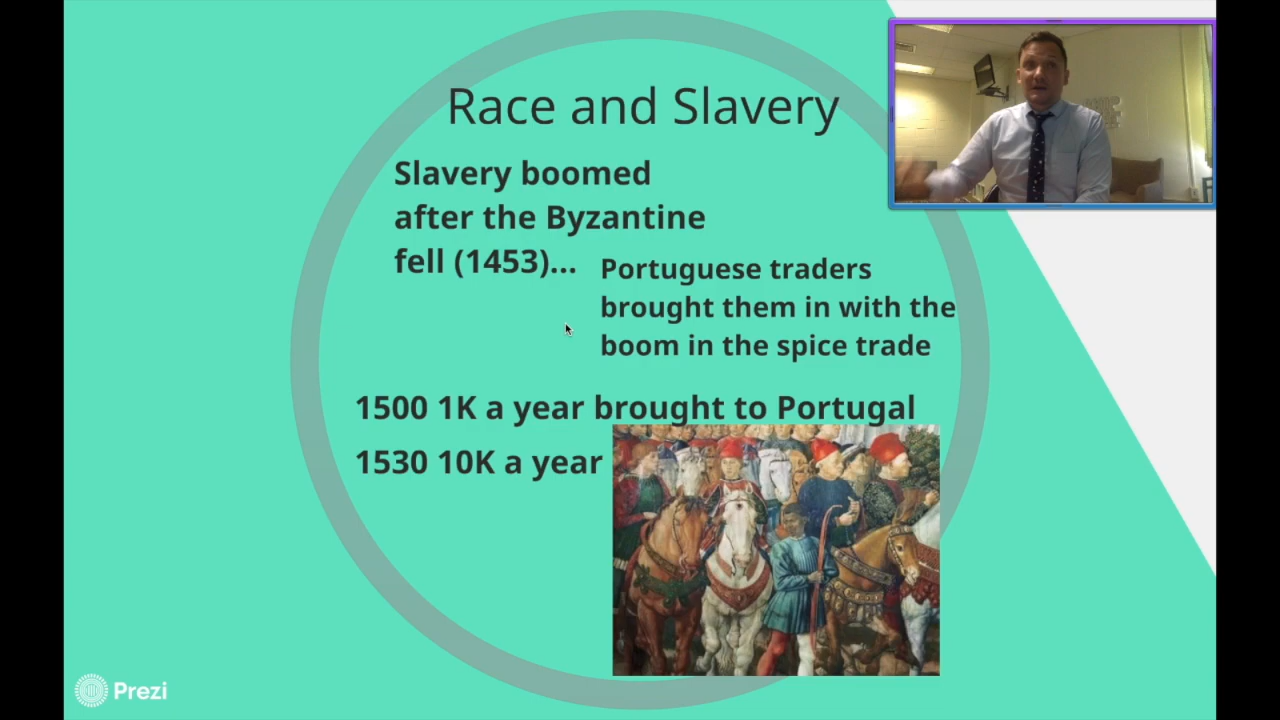 Race and Slavery
Slavery boomed
after the Byzantine
fell (1453)...
Portuguese traders
brought them in with the
boom in the spice trade
1500 1K a year brought to Portugal
1530 10K a year
Prezi